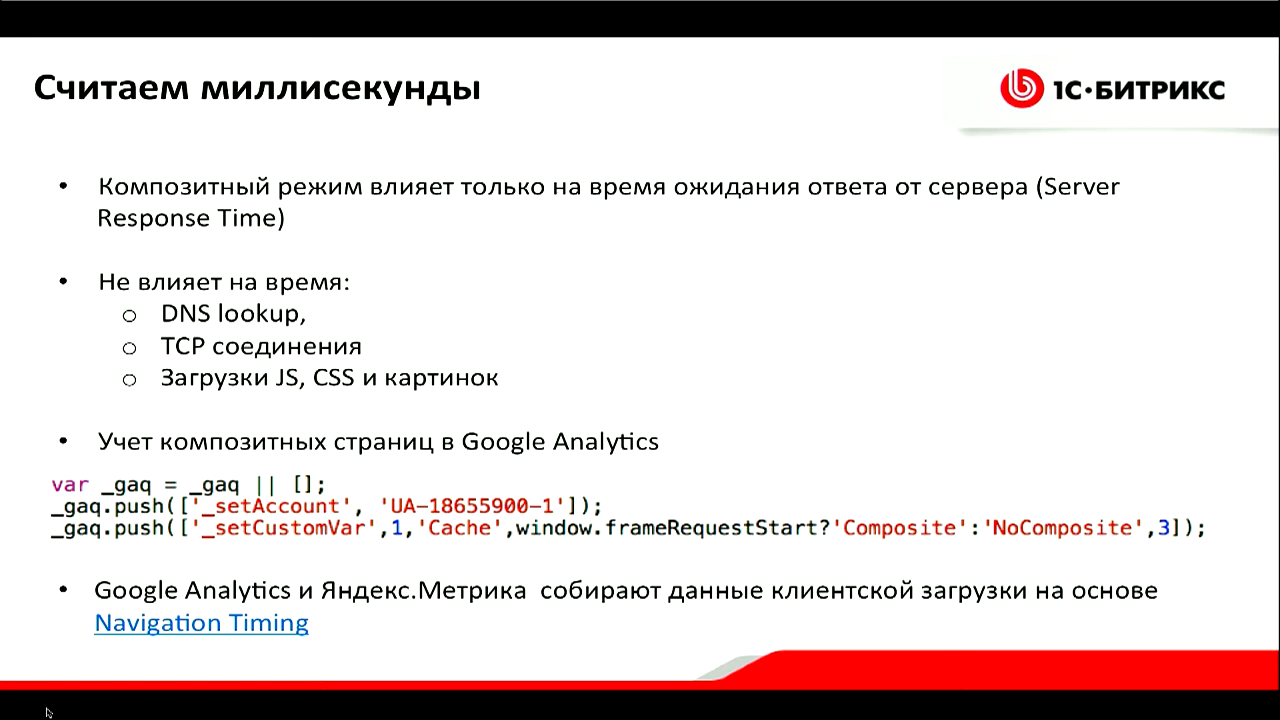 Считаем миллисекунды
1С·БИТРИКС
• Композитный режим влияет только на время ожидания ответа от сервера (Server
Response Time)
• Не влияет на время:
o DNS lookup,
o TCP соединения
o Загрузки JS, CSS и картинок
• Учет композитных страниц в Google Analytics
var _gaq = _gaq || [];
_gaq.push(['_setAccount', 'UA-18655900-1']);
_gaq.push(['_setCustomVar',1,'Cache',window.frameRequestStart?'Composite':'NoComposite',3]);
• Google Analytics и Яндекс.Метрика собирают данные клиентской загрузки на основе
Navigation Timing